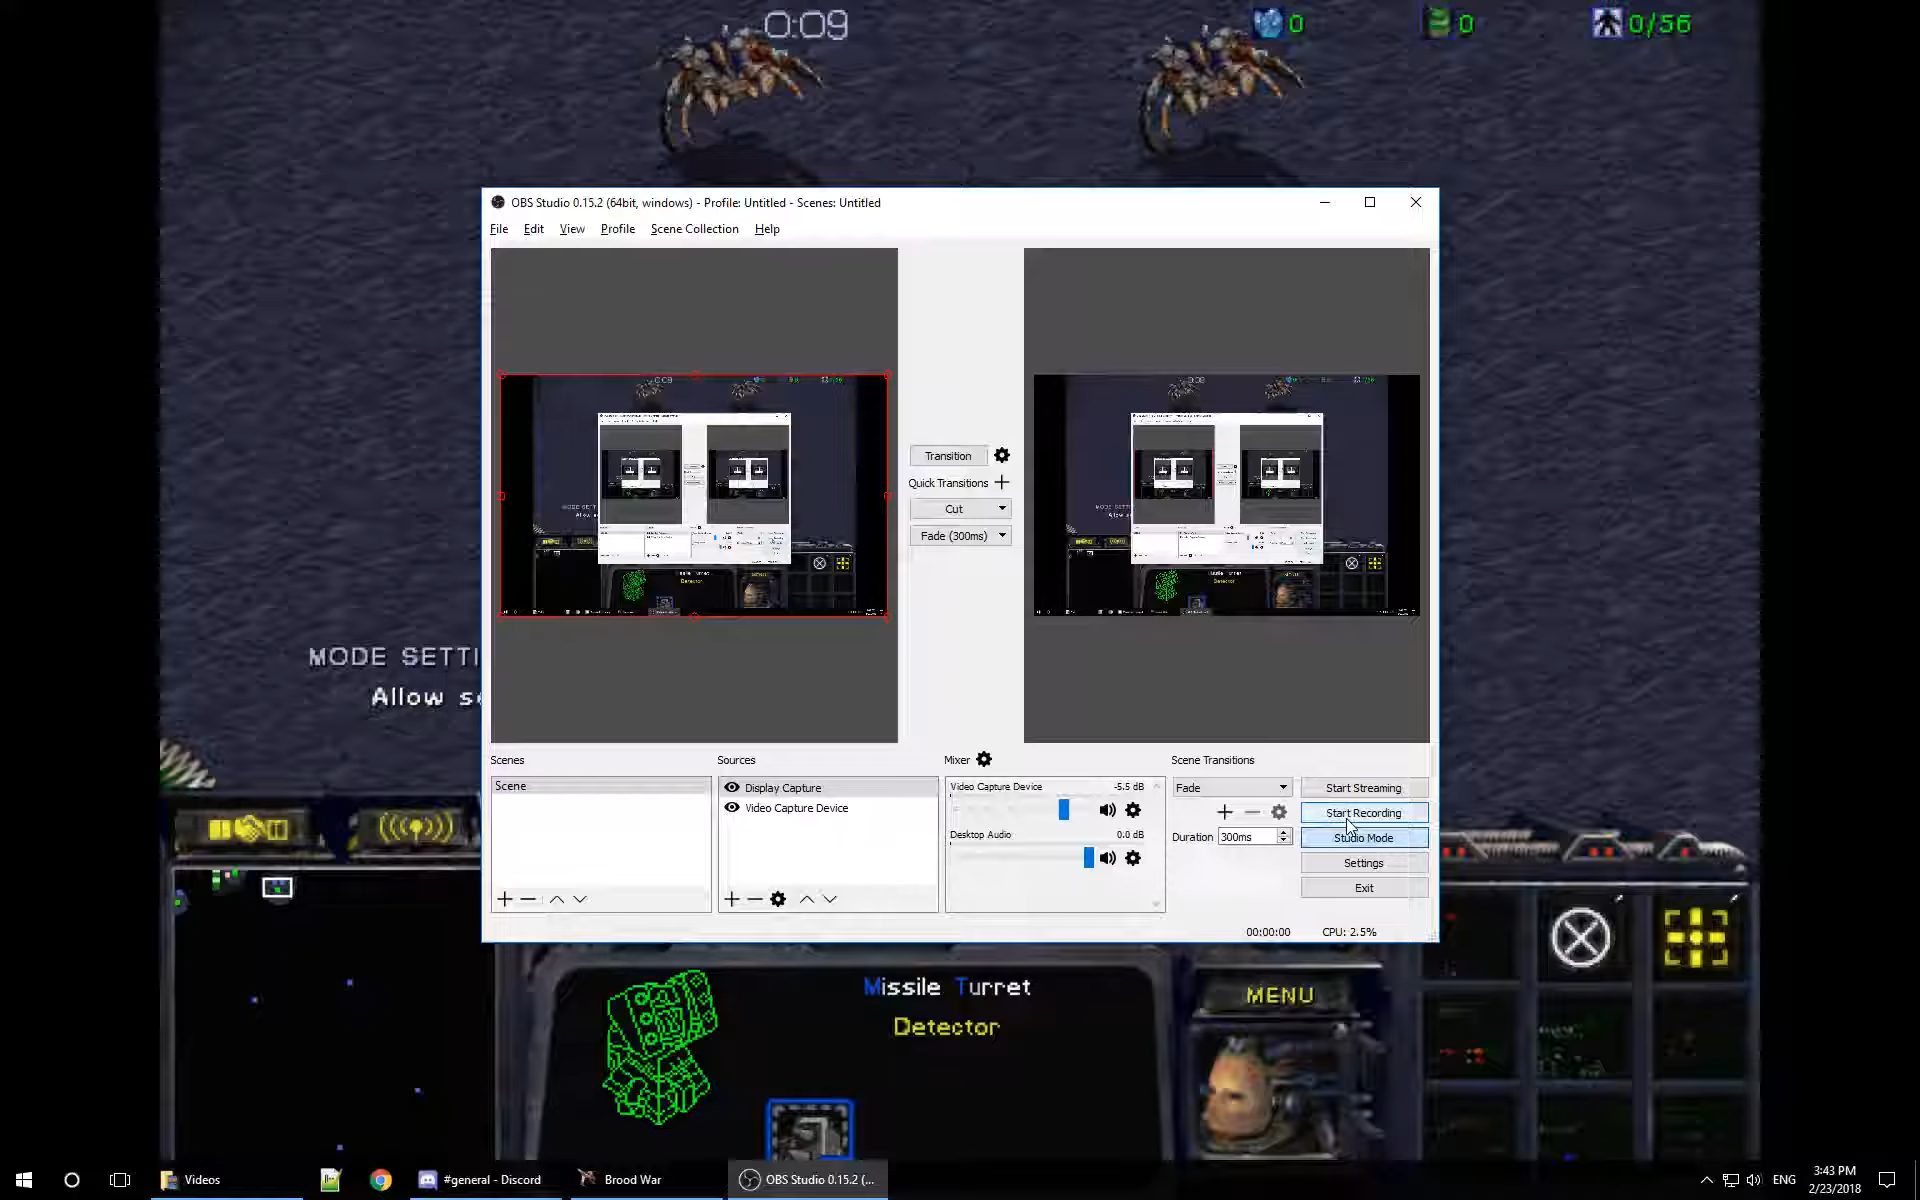 0:09
0
0
0/56
OBS Studio 0.15.2 (64bit, windows) - Profile: Untitled - Scenes: Untitled
File Edit View Profile Scene Collection Help
Transition
Quick Transitions
Cut
Fade (300ms)
MODE SETTI
Allow se
Scenes
Scene
Sources
Display Capture
Video Capture Device
Mixer
Video Capture Device -5.5 dB
Desktop Audio 0.0 dB
Scene Transitions
Fade
Duration 300ms
Start Streaming
Start Recording
Studio Mode
Settings
Exit
00:00:00 CPU: 2.5%
Missile Turret
Detector
MENU
Videos
#general - Discord
Brood War
OBS Studio 0.15.2 (...
ENG
3:43 PM
2/23/2018